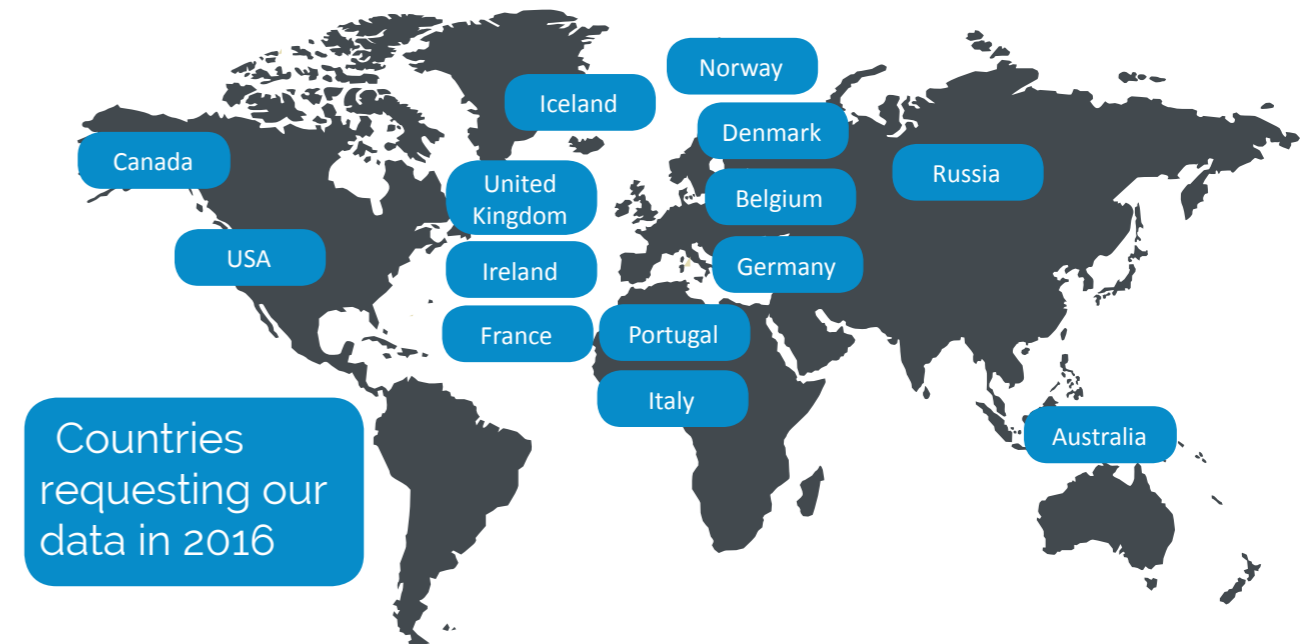 Norway
Iceland
Denmark
Canada
Russia
United
Kingdom
Belgium
USA
Ireland
Germany
France
Portugal
Italy
Australia
Countries
requesting our
data in 2016